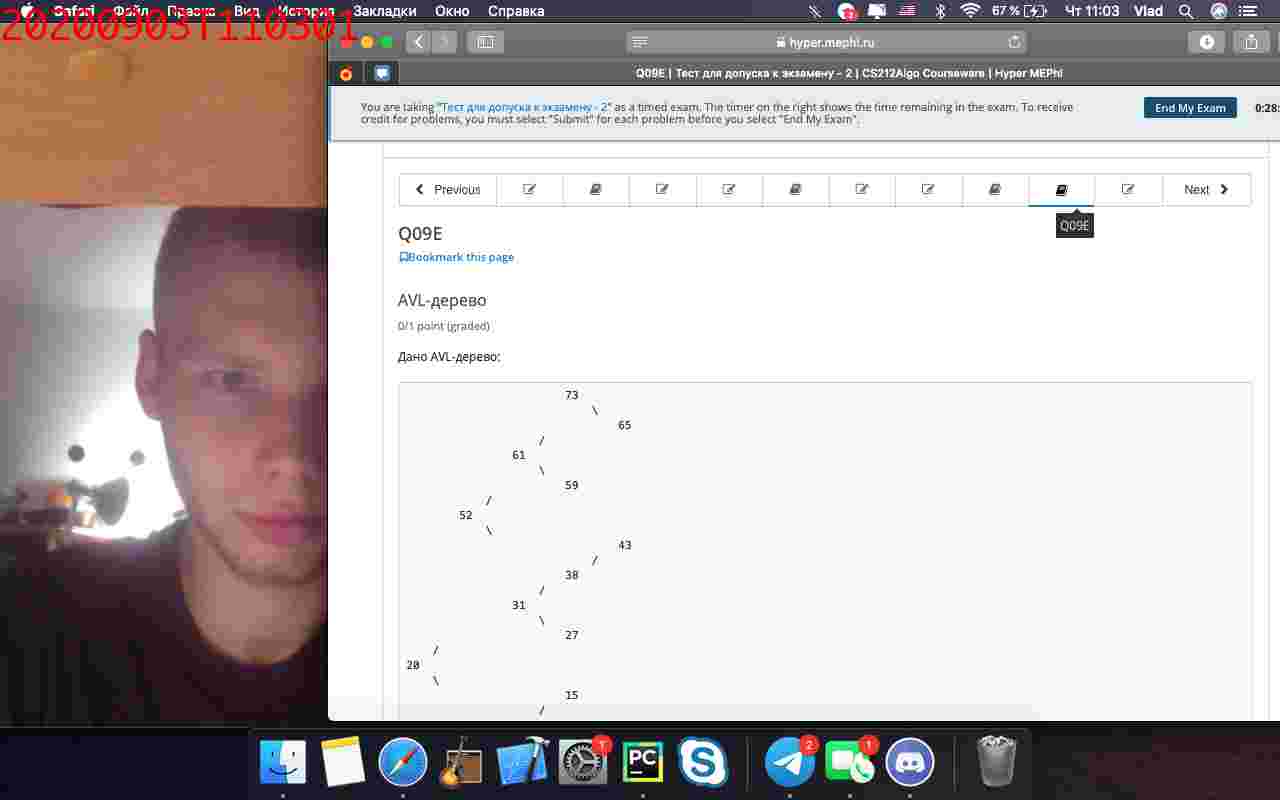 Safari Файл Правка Вид История Закладки Окно Справка 67 % Чт 11:03 Vlad
20200903T110301
hyper.mephi.ru
Q09E | Тест для допуска к экзамену - 2 | CS212Algo Courseware | Hyper MEPhI
You are taking "Тест для допуска к экзамену - 2" as a timed exam. The timer on the right shows the time remaining in the exam. To receive
credit for problems, you must select "Submit" for each problem before you select "End My Exam".
End My Exam
0:28:
Previous
Next
Q09E
Q09E
Bookmark this page
AVL-дерево
0/1 point (graded)
Дано AVL-дерево:
73
\
65
/
61
\
59
/
52
\
43
/
38
/
31
\
27
/
20
\
15
/
PC
2
1